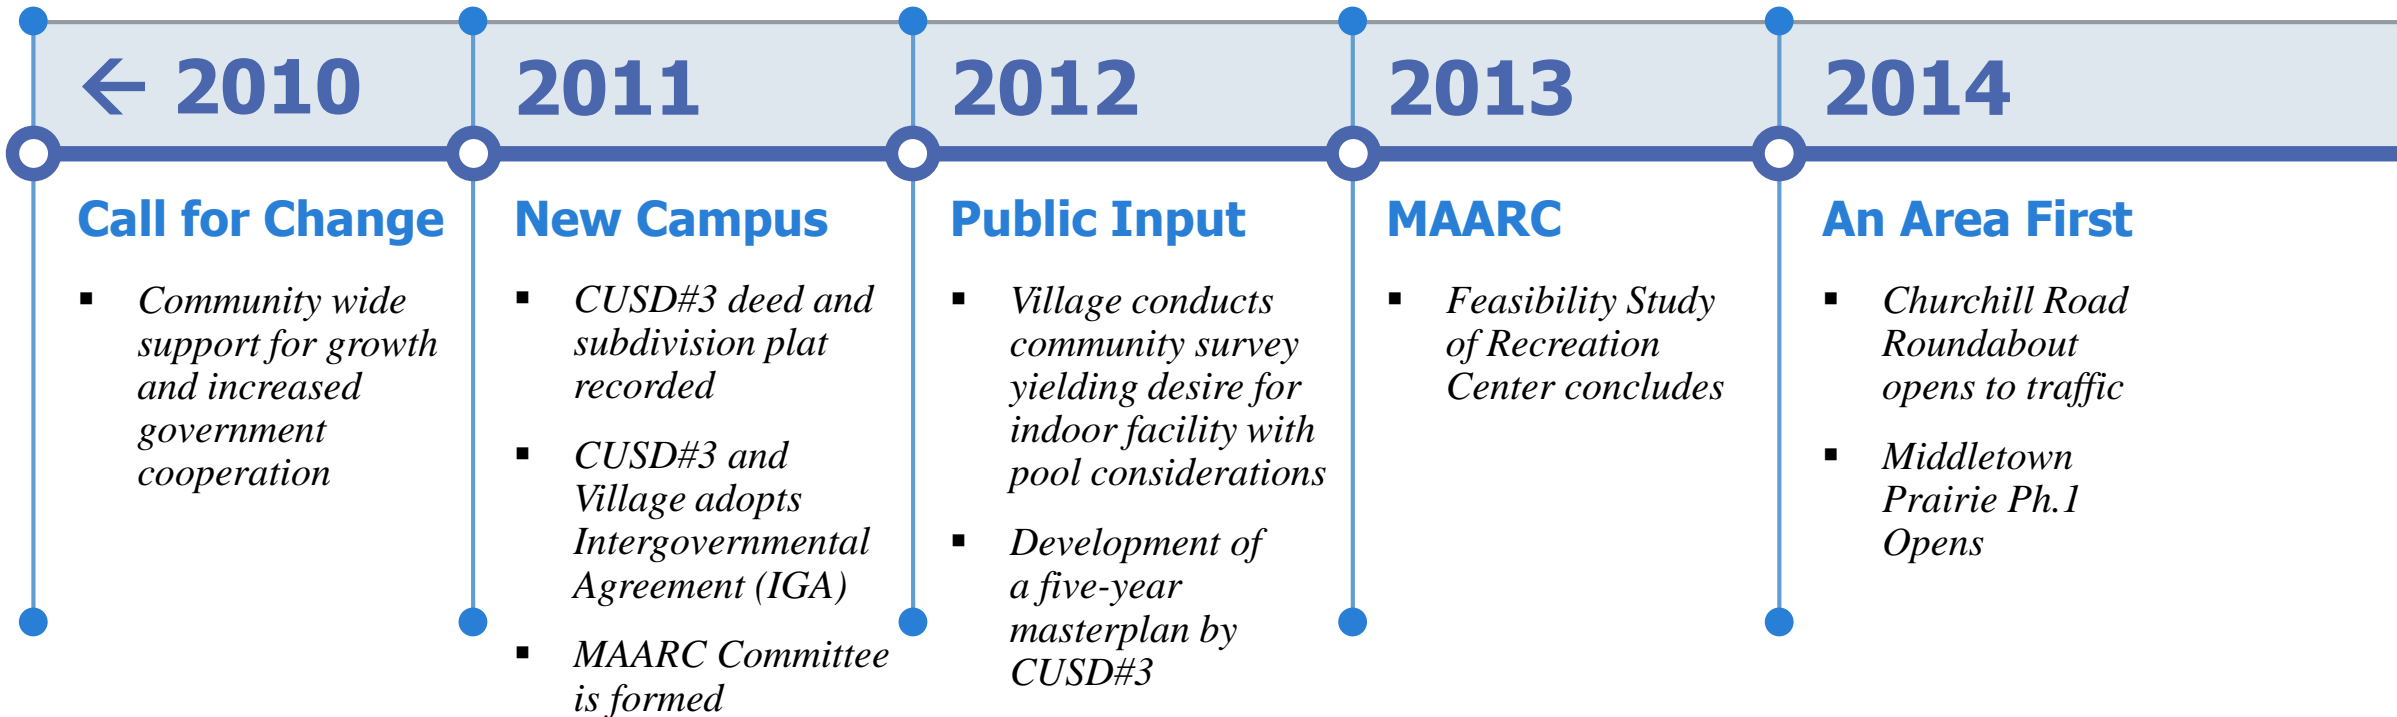 ← 2010
Call for Change
▪ Community wide
support for growth
and increased
government
cooperation
2011
New Campus
▪ CUSD#3 deed and
subdivision plat
recorded
▪ CUSD#3 and
Village adopts
Intergovernmental
Agreement (IGA)
▪ MAARC Committee
is formed
2012
Public Input
▪ Village conducts
community survey
yielding desire for
indoor facility with
pool considerations
▪ Development of
a five-year
masterplan by
CUSD#3
2013
MAARC
▪ Feasibility Study
of Recreation
Center concludes
2014
An Area First
▪ Churchill Road
Roundabout
opens to traffic
▪ Middletown
Prairie Ph.1
Opens